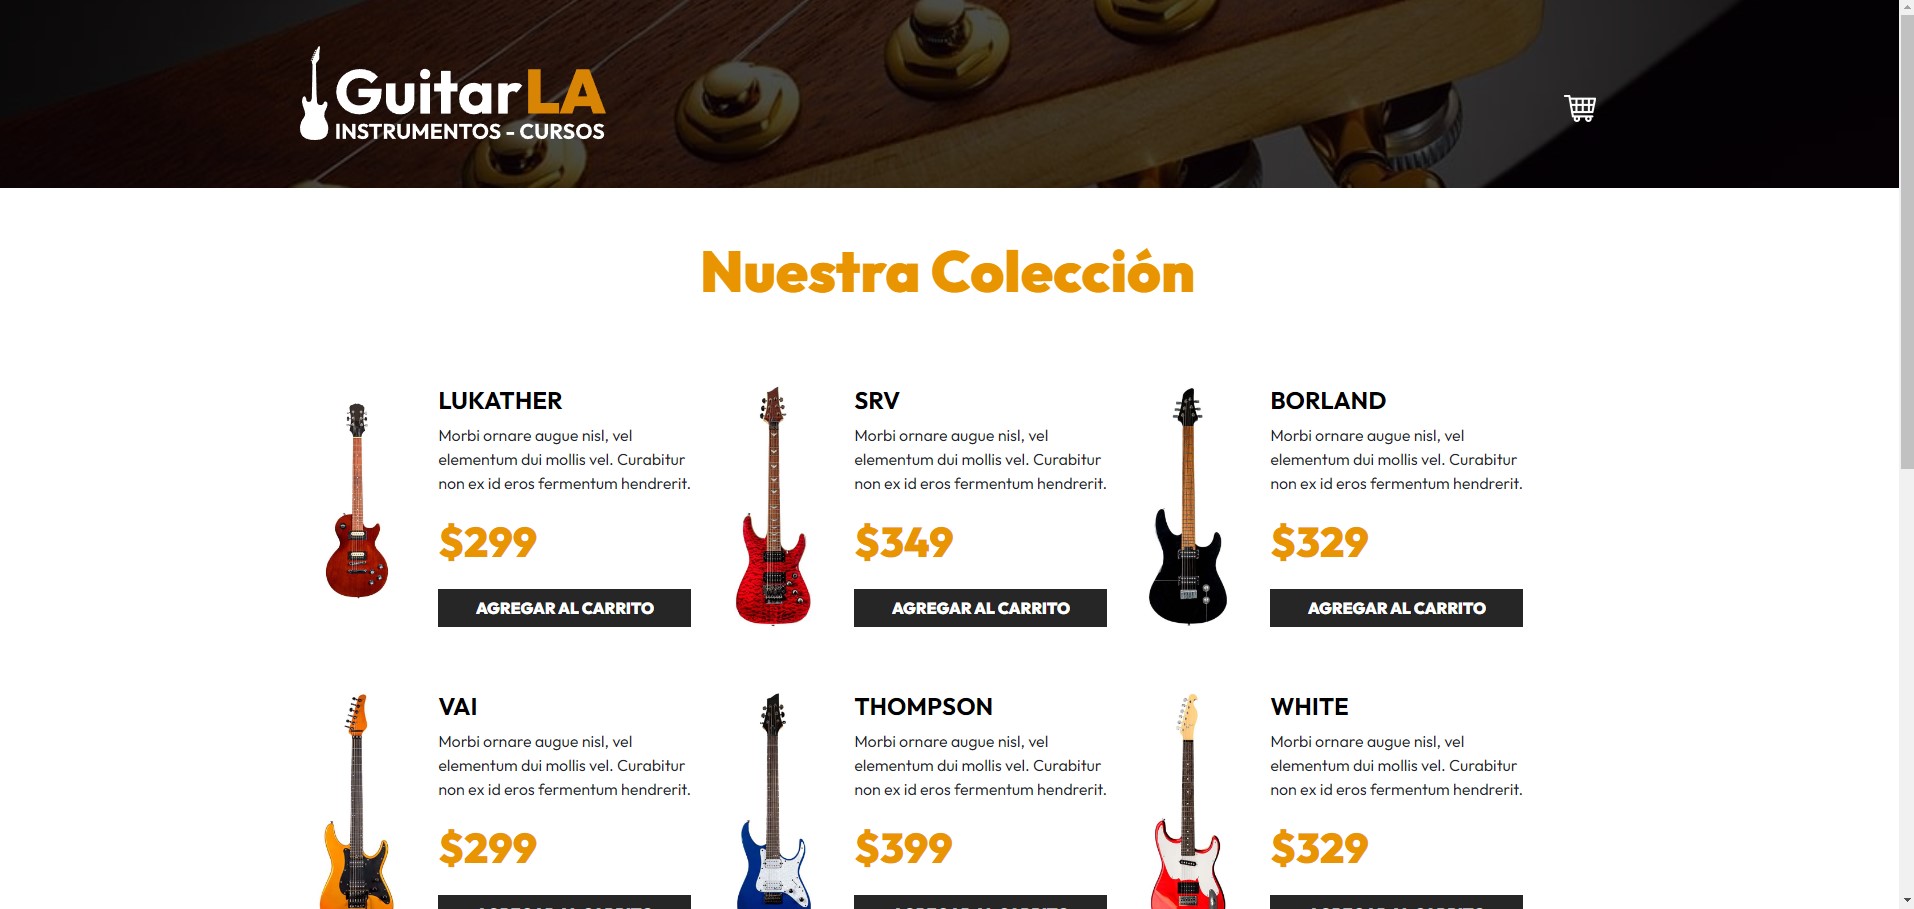 GuitarLA
INSTRUMENTOS - CURSOS
Nuestra Colección
LUKATHER
Morbi ornare augue nisl, vel
elementum dui mollis vel. Curabitur
non ex id eros fermentum hendrerit.
$299
AGREGAR AL CARRITO
SRV
Morbi ornare augue nisl, vel
elementum dui mollis vel. Curabitur
non ex id eros fermentum hendrerit.
$349
AGREGAR AL CARRITO
BORLAND
Morbi ornare augue nisl, vel
elementum dui mollis vel. Curabitur
non ex id eros fermentum hendrerit.
$329
AGREGAR AL CARRITO
VAI
Morbi ornare augue nisl, vel
elementum dui mollis vel. Curabitur
non ex id eros fermentum hendrerit.
$299
THOMPSON
Morbi ornare augue nisl, vel
elementum dui mollis vel. Curabitur
non ex id eros fermentum hendrerit.
$399
WHITE
Morbi ornare augue nisl, vel
elementum dui mollis vel. Curabitur
non ex id eros fermentum hendrerit.
$329